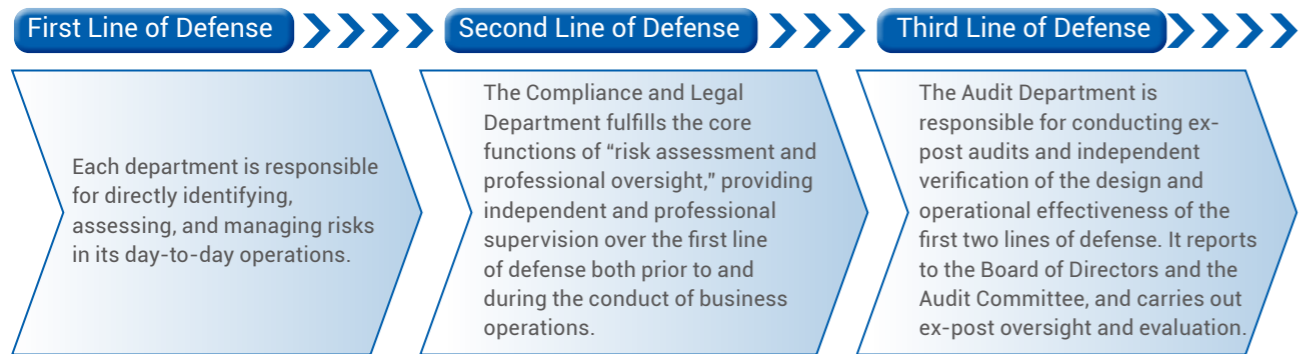 First Line of Defense
Each department is responsible
for directly identifying,
assessing, and managing risks
in its day-to-day operations.
Second Line of Defense
The Compliance and Legal
Department fulfills the core
functions of “risk assessment and
professional oversight,” providing
independent and professional
supervision over the first line
of defense both prior to and
during the conduct of business
operations.
Third Line of Defense
The Audit Department is
responsible for conducting ex-
post audits and independent
verification of the design and
operational effectiveness of the
first two lines of defense. It reports
to the Board of Directors and the
Audit Committee, and carries out
ex-post oversight and evaluation.